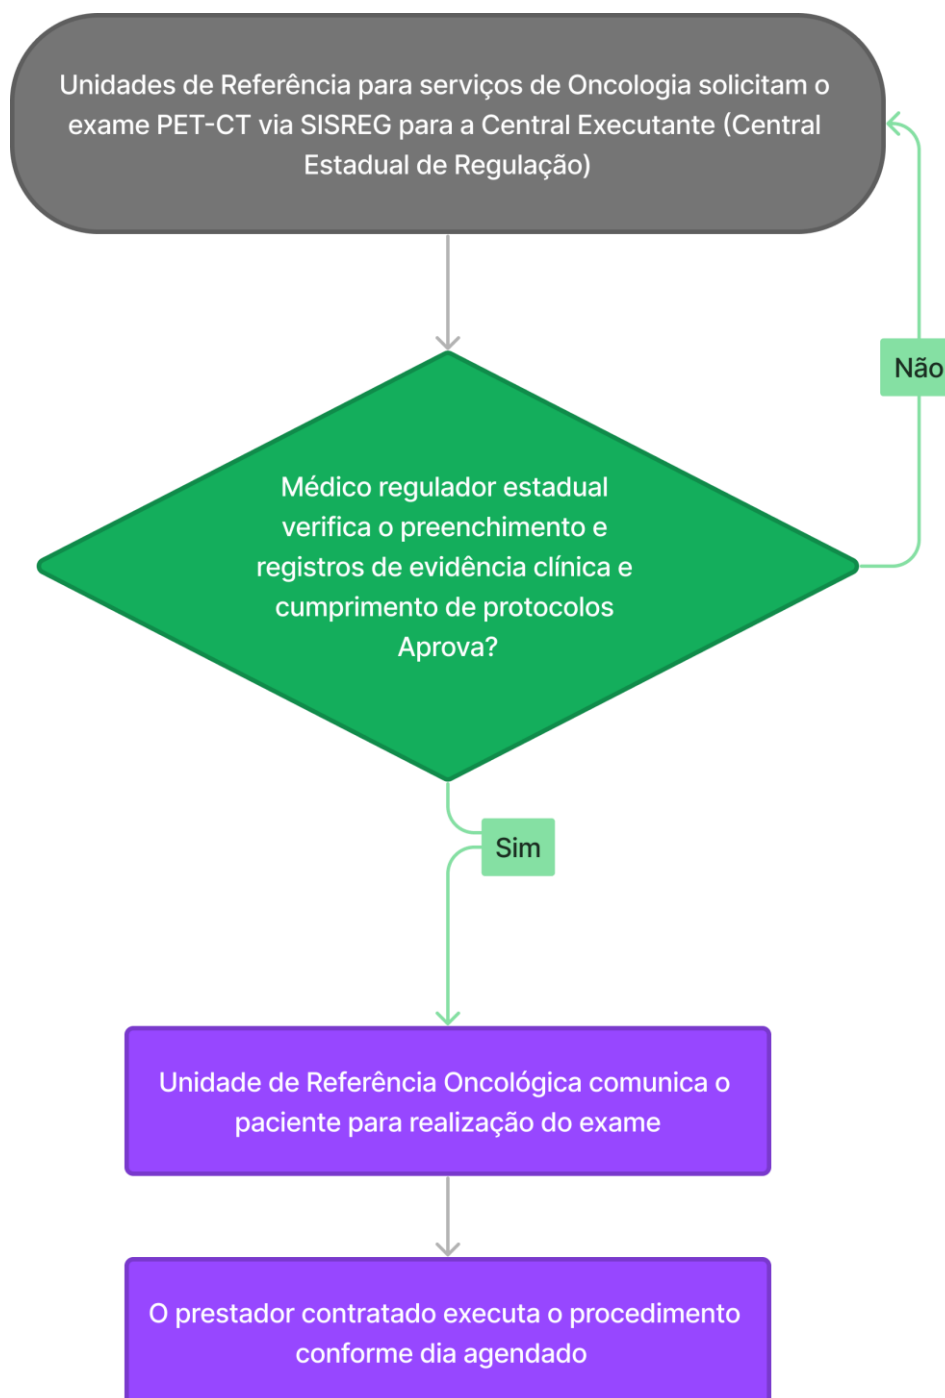 Unidades de Referência para serviços de Oncologia solicitam o
exame PET-CT via SISREG para a Central Executante (Central
Estadual de Regulação)
Não
Médico regulador estadual
verifica o preenchimento e
registros de evidência clínica e
cumprimento de protocolos
Aprova?
Sim
Unidade de Referência Oncológica comunica o
paciente para realização do exame
O prestador contratado executa o procedimento
conforme dia agendado